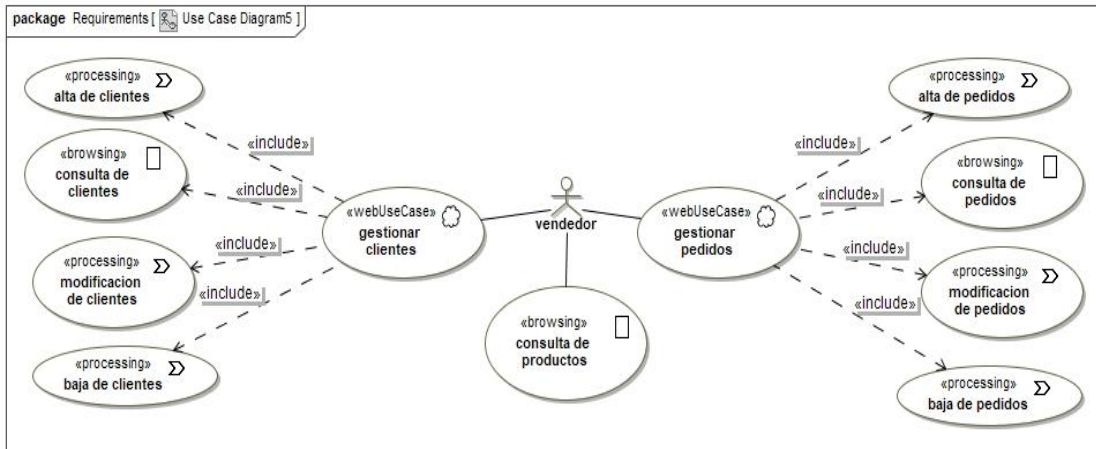 package Requirements [ Use Case Diagram5 ]
«processing»
alta de clientes
«browsing»
consulta de
clientes
«processing»
modificacion
de clientes
«processing»
baja de clientes
«include»
«include»
«include»
«include»
«webUseCase»
gestionar
clientes
vendedor
«browsing»
consulta de
productos
«webUseCase»
gestionar
pedidos
«include»
«include»
«include»
«include»
«processing»
alta de pedidos
«browsing»
consulta de
pedidos
«processing»
modificacion
de pedidos
«processing»
baja de pedidos